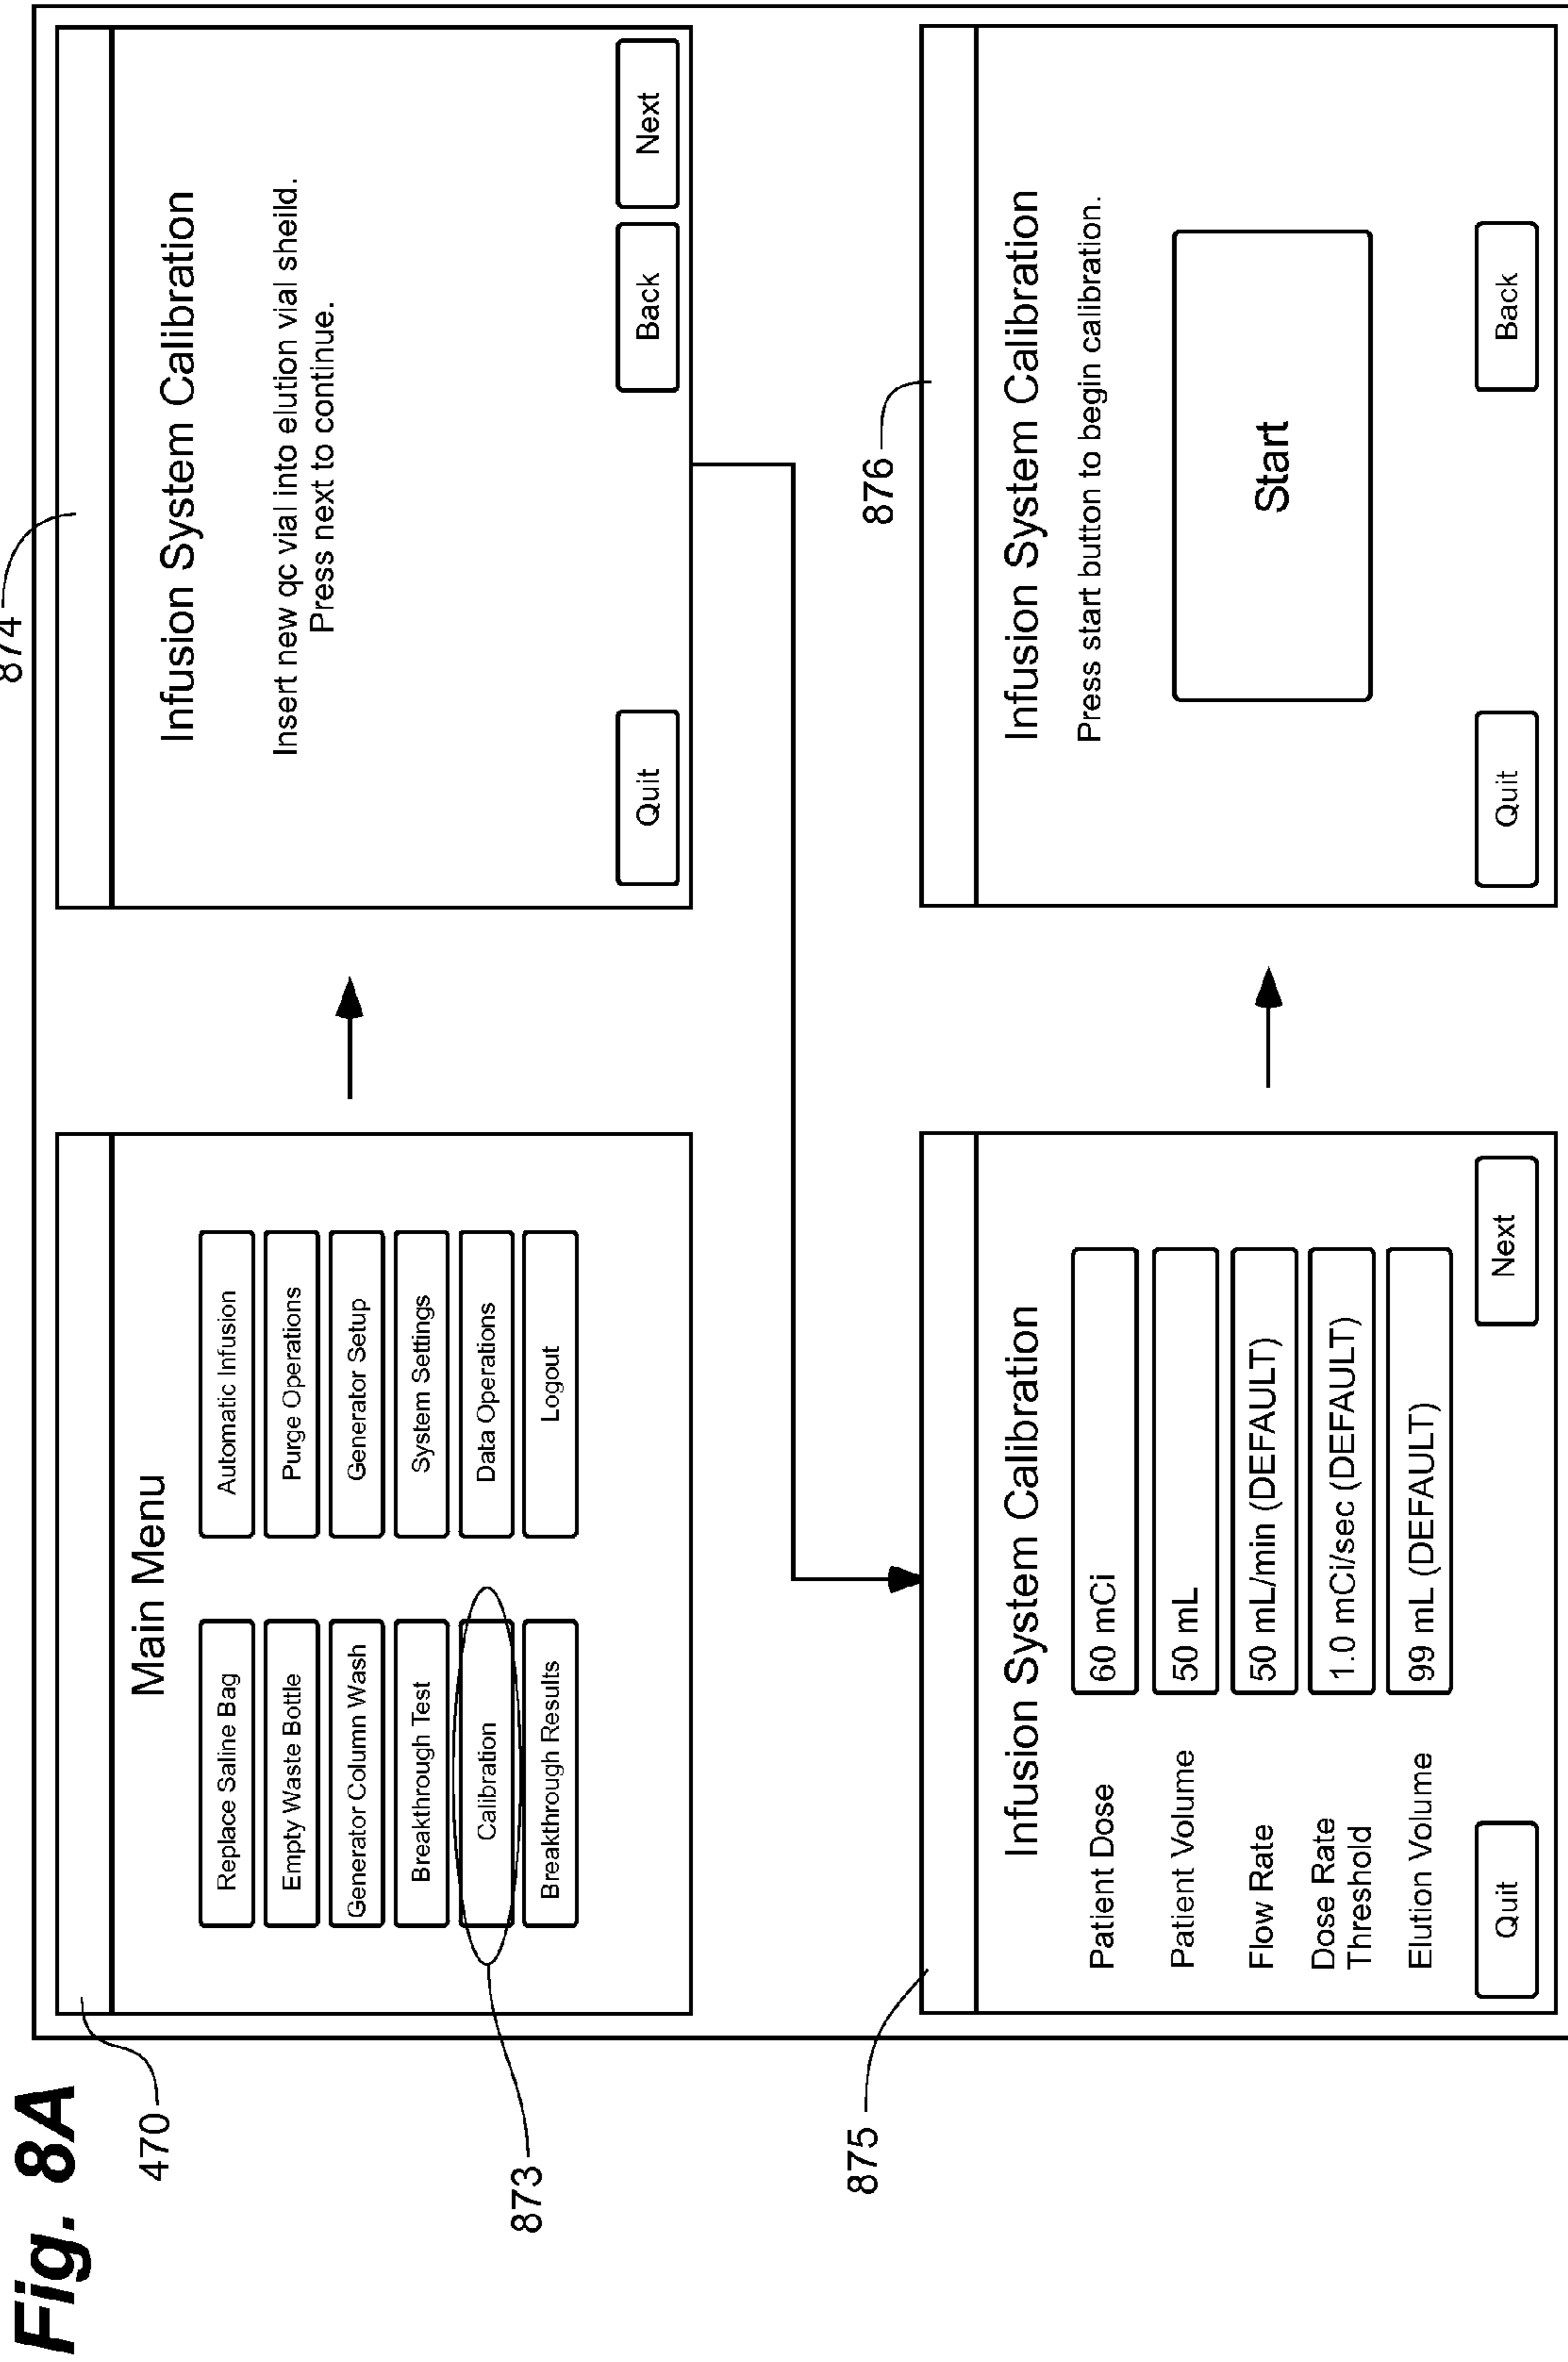 Fig. 8A
470
Main Menu
Replace Saline Bag
Automatic Infusion
Empty Waste Bottle
Purge Operations
Generator Column Wash
Generator Setup
Breakthrough Test
System Settings
Calibration
Data Operations
Breakthrough Results
Logout
873
874
Infusion System Calibration
Insert new qc vial into elution vial sheild.
Press next to continue.
Quit
Back
Next
875
Infusion System Calibration
Patient Dose
60 mCi
Patient Volume
50 mL
Flow Rate
50 mL/min (DEFAULT)
Dose Rate
Threshold
1.0 mCi/sec (DEFAULT)
Elution Volume
99 mL (DEFAULT)
Quit
Next
876
Infusion System Calibration
Press start button to begin calibration.
Start
Quit
Back